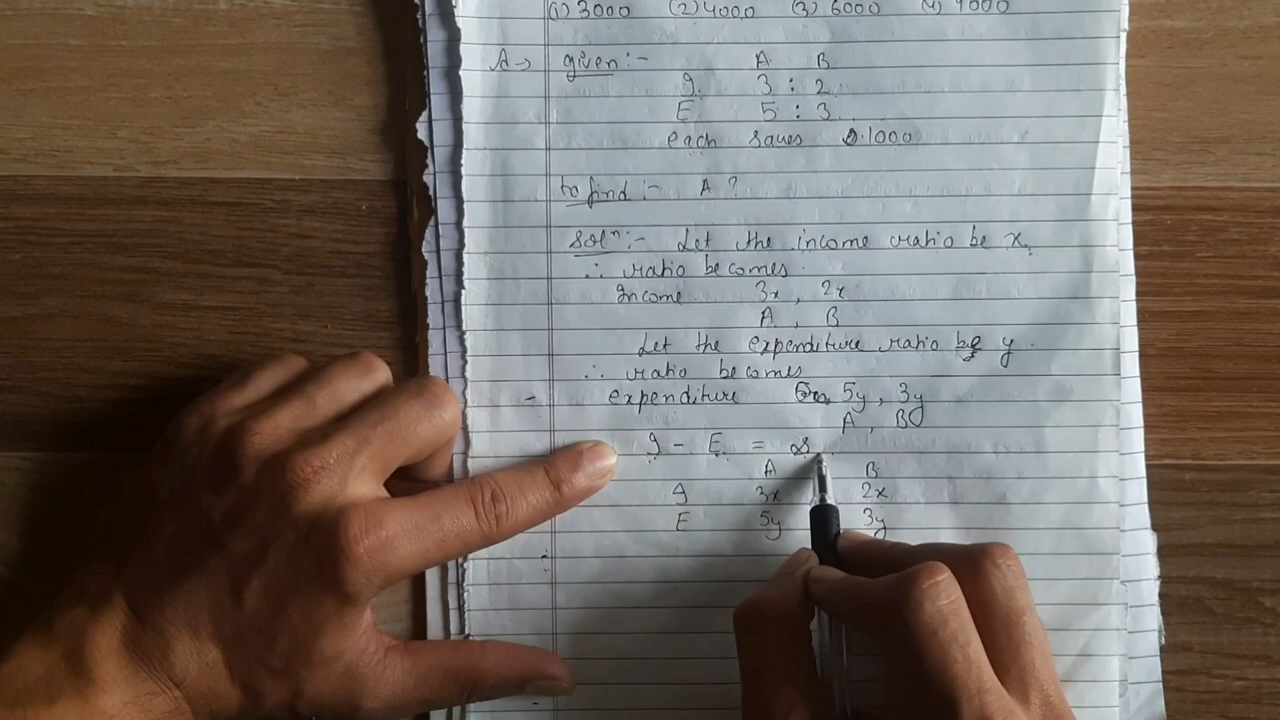 (1) 3000 (2) 4000 (3) 6000 (4) 9000
A→ given :- A B
I 3 : 2
E 5 : 3
each saves 1000
to find :- A ?
Solⁿ:- Let the income ratio be x.
∴ ratio becomes
Income 3x , 2x
A , B
Let the expenditure ratio be y.
∴ ratio becomes
- expenditure 5y , 3y
A , B
I - E = S
A B
I 3x 2x
E 5y 3y